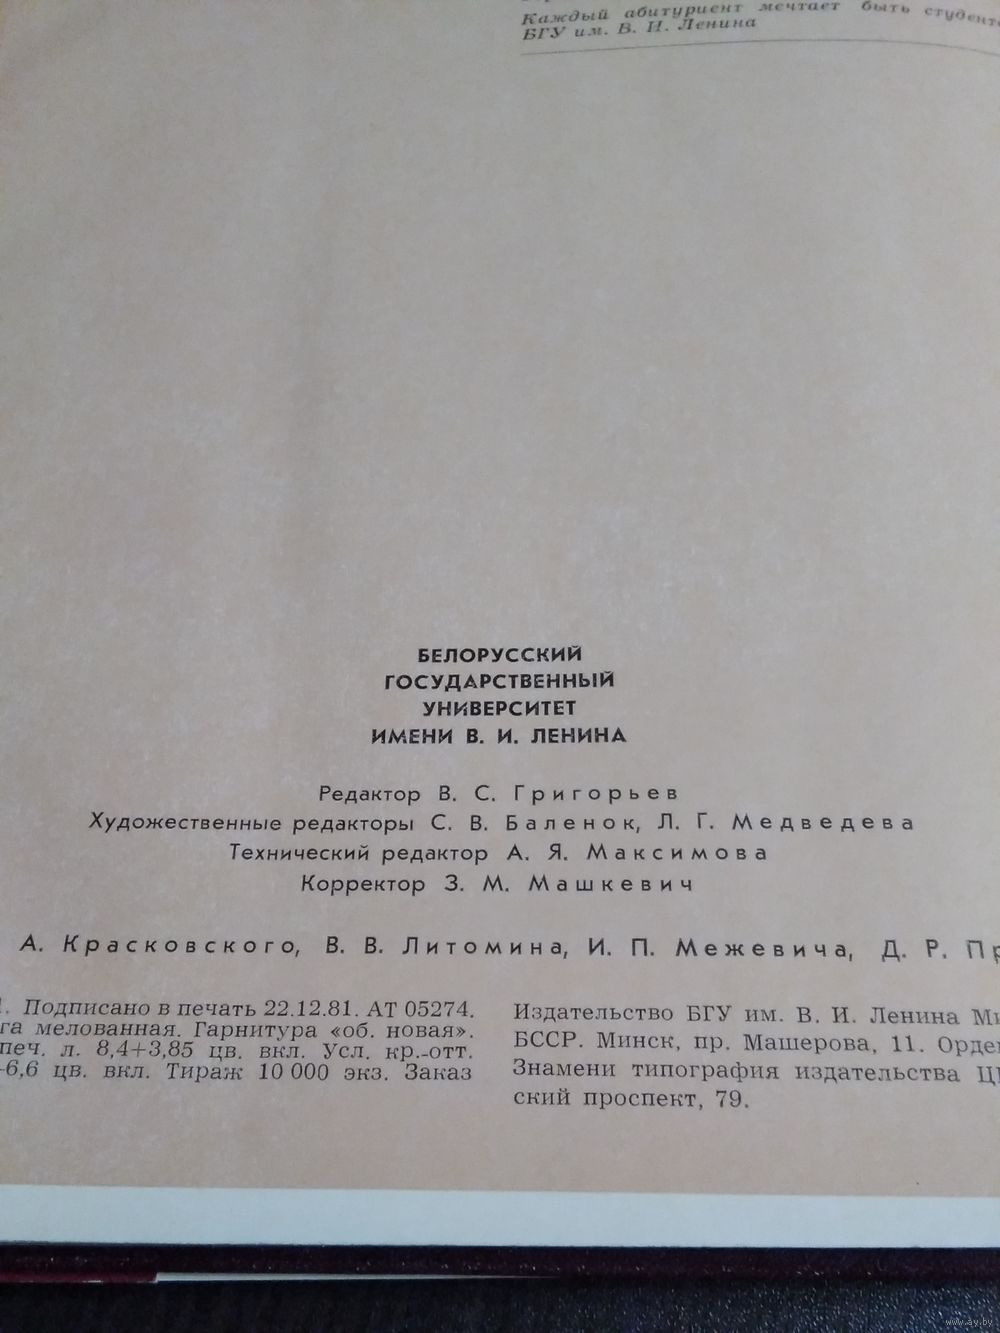 Каждый абитуриент мечтает быть
БГУ им. В. И. Ленина
БЕЛОРУССКИЙ
ГОСУДАРСТВЕННЫЙ
УНИВЕРСИТЕТ
ИМЕНИ В. И. ЛЕНИНА
Редактор В. С. Григорьев
Художественные редакторы С. В. Баленок, Л. Г. Медведева
Технический редактор А. Я. Максимова
Корректор З. М. Машкевич
А. Красковского, В. В. Литомина, И. П. Межевича, Д. Р.
Подписано в печать 22.12.81. АТ 05274.
мелованная. Гарнитура «об. новая».
печ. л. 8,4+3,85 цв. вкл. Усл. кр.-отт.
6,6 цв. вкл. Тираж 10 000 экз. Заказ
Издательство БГУ им. В. И. Ленина
БССР. Минск, пр. Машерова, 11.
Знамени типография издательства
ский проспект, 79.
www.ay.by